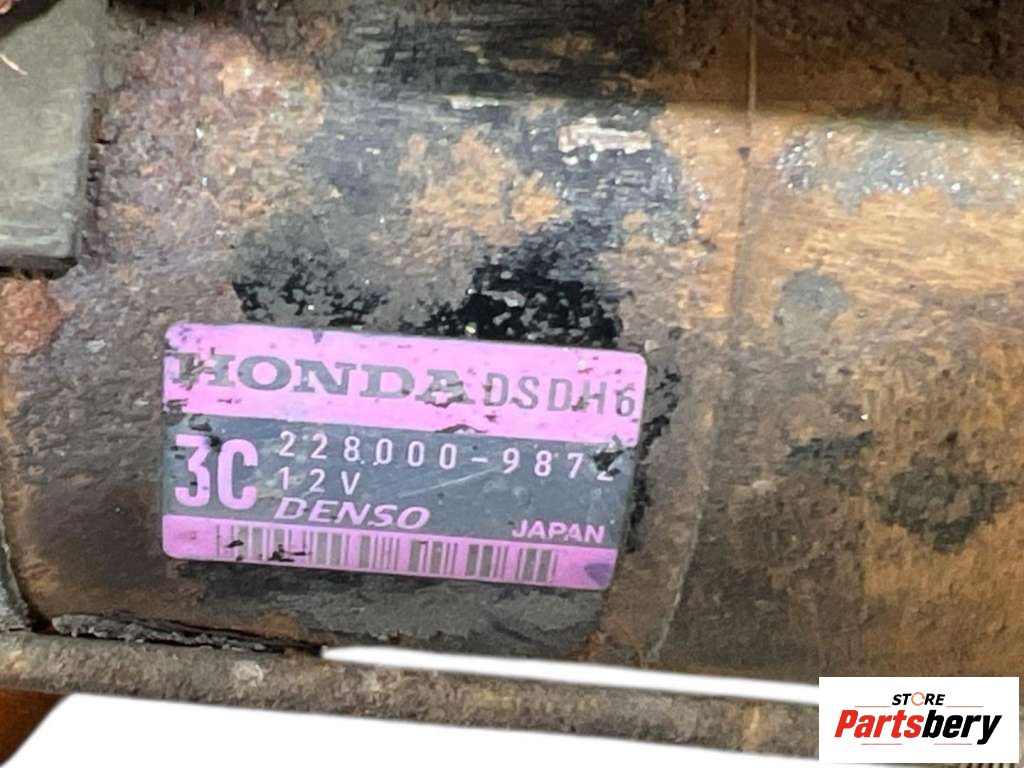 HONDA DSDH6
3C 228000-9872
12V
DENSO
JAPAN
STORE
Partsbery